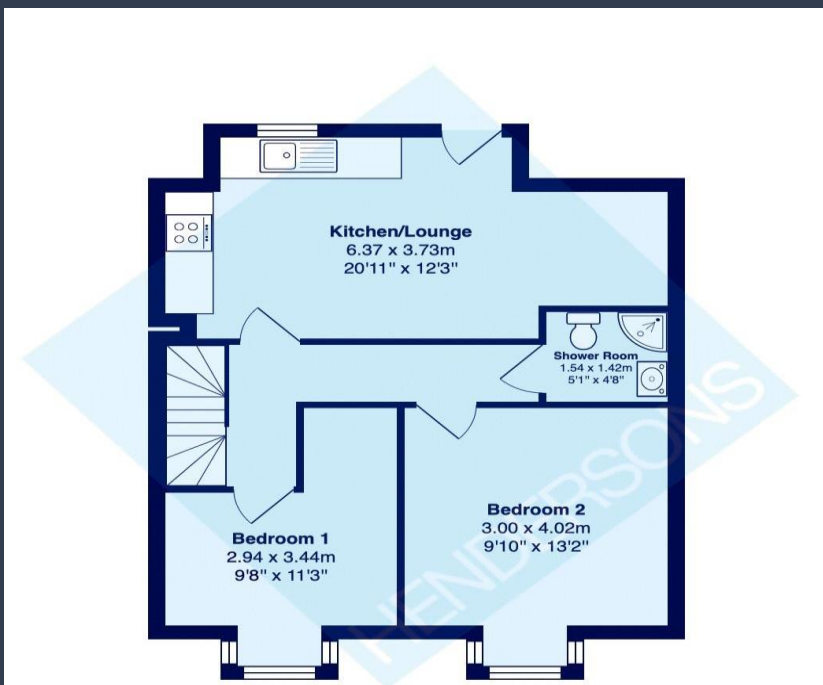 Kitchen/Lounge
6.37 x 3.73m
20'11" x 12'3"
Shower Room
1.54 x 1.42m
5'1" x 4'8"
Bedroom 1
2.94 x 3.44m
9'8" x 11'3"
Bedroom 2
3.00 x 4.02m
9'10" x 13'2"
HENDERSONS